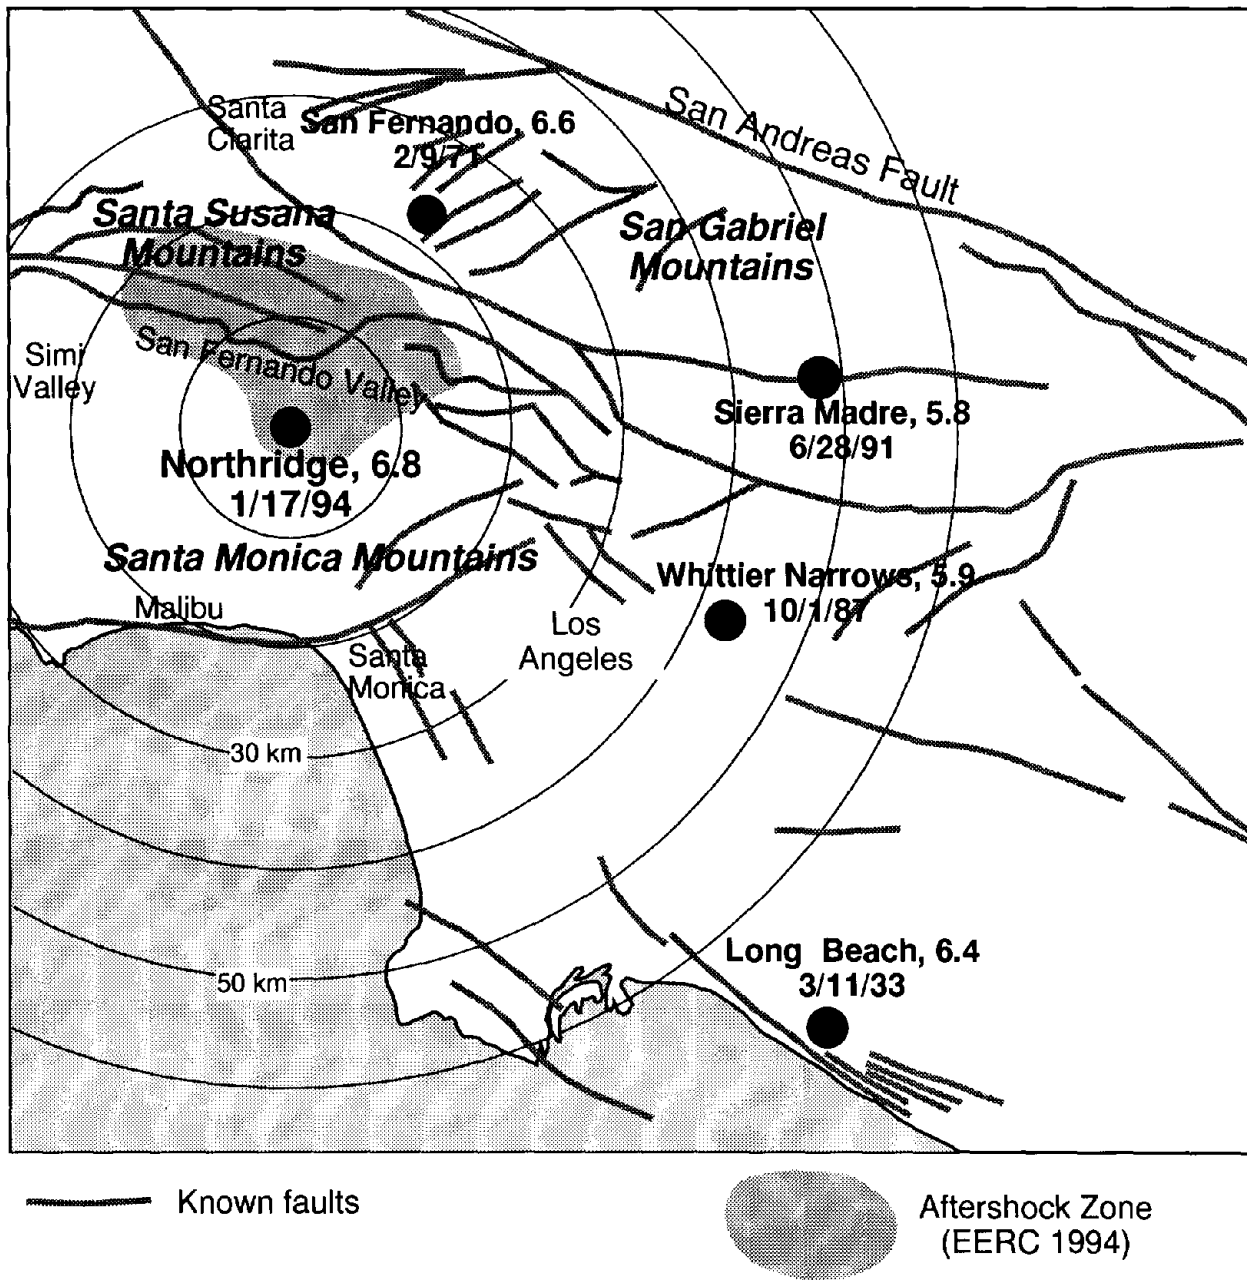 San Andreas Fault
Santa
Clarita
San Fernando, 6.6
2/9/71
Santa Susana
Mountains
San Gabriel
Mountains
Simi
Valley
San Fernando Valley
Sierra Madre, 5.8
6/28/91
Northridge, 6.8
1/17/94
Santa Monica Mountains
Whittier Narrows, 5.9
10/1/87
Malibu
Los
Angeles
Santa
Monica
30 km
50 km
Long Beach, 6.4
3/11/33
Known faults
Aftershock Zone
(EERC 1994)